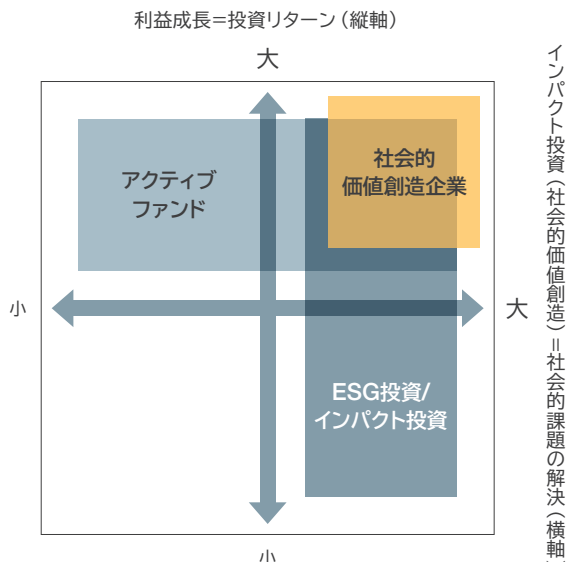 利益成長=投資リターン(縦軸)
大
社会的
価値創造企業
アクティブ
ファンド
小
大
インパクト投資(社会的価値創造)=社会的課題の解決(横軸)
ESG投資/
インパクト投資
小